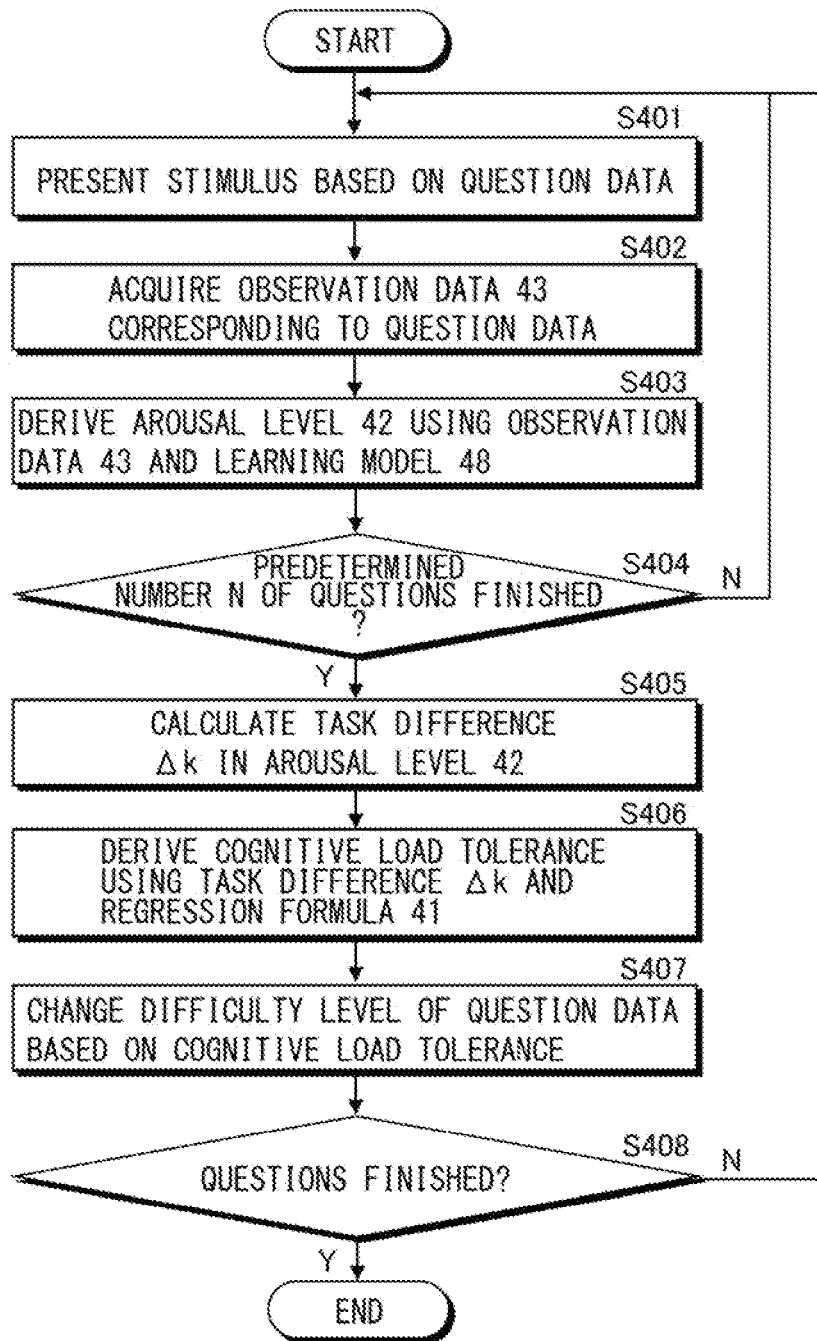 START
S401
PRESENT STIMULUS BASED ON QUESTION DATA
S402
ACQUIRE OBSERVATION DATA 43
CORRESPONDING TO QUESTION DATA
S403
DERIVE AROUSAL LEVEL 42 USING OBSERVATION
DATA 43 AND LEARNING MODEL 48
S404
PREDETERMINED
NUMBER N OF QUESTIONS FINISHED
?
N
Y
S405
CALCULATE TASK DIFFERENCE
Δk IN AROUSAL LEVEL 42
S406
DERIVE COGNITIVE LOAD TOLERANCE
USING TASK DIFFERENCE Δk AND
REGRESSION FORMULA 41
S407
CHANGE DIFFICULTY LEVEL OF QUESTION DATA
BASED ON COGNITIVE LOAD TOLERANCE
S408
QUESTIONS FINISHED?
N
Y
END